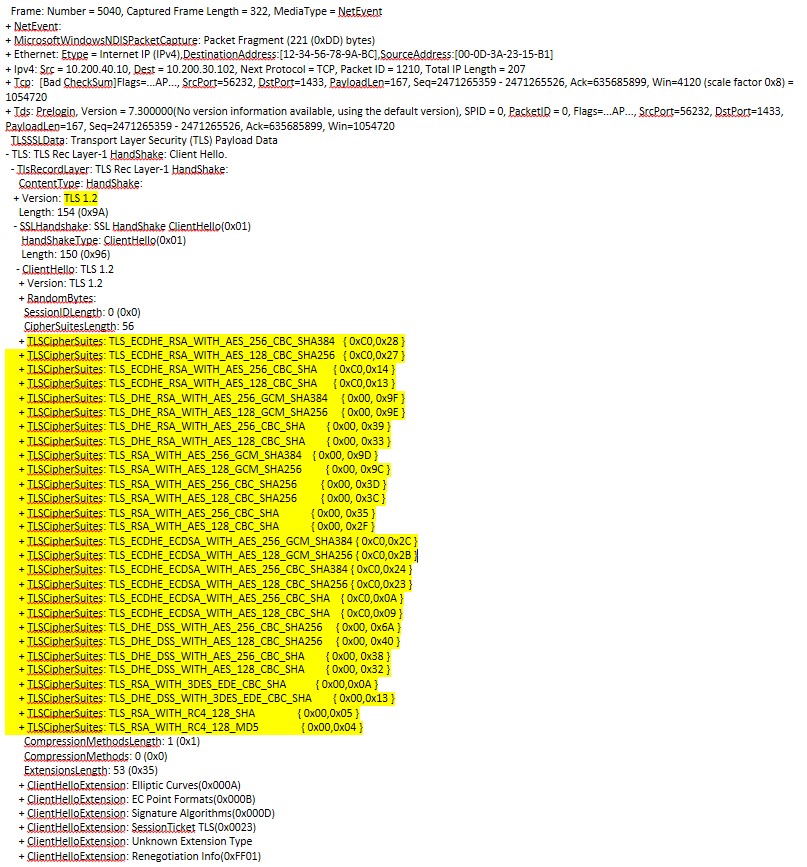 Frame: Number = 5040, Captured Frame Length = 322, MediaType = NetEvent
+ NetEvent:
+ MicrosoftWindowsNDISPacketCapture: Packet Fragment (221 (0xDD) bytes)
+ Ethernet: Etype = Internet IP (IPv4),DestinationAddress:[12-34-56-78-9A-BC],SourceAddress:[00-0D-3A-23-15-B1]
+ Ipv4: Src = 10.200.40.10, Dest = 10.200.30.102, Next Protocol = TCP, Packet ID = 1210, Total IP Length = 207
+ Tcp:  [Bad CheckSum]Flags=...AP..., SrcPort=56232, DstPort=1433, PayloadLen=167, Seq=2471265359 - 2471265526, Ack=635685899, Win=4120 (scale factor 0x8) =
1054720
+ Tds: Prelogin, Version = 7.300000(No version information available, using the default version), SPID = 0, PacketID = 0, Flags=...AP..., SrcPort=56232, DstPort=1433,
PayloadLen=167, Seq=2471265359 - 2471265526, Ack=635685899, Win=1054720
TLSSSLData: Transport Layer Security (TLS) Payload Data
- TLS: TLS Rec Layer-1 HandShake: Client Hello.
- TlsRecordLayer: TLS Rec Layer-1 HandShake:
ContentType: HandShake:
+ Version: TLS 1.2
Length: 154 (0x9A)
- SSLHandshake: SSL HandShake ClientHello(0x01)
HandShakeType: ClientHello(0x01)
Length: 150 (0x96)
- ClientHello: TLS 1.2
+ Version: TLS 1.2
+ RandomBytes:
SessionIDLength: 0 (0x0)
CipherSuitesLength: 56
+ TLSCipherSuites: TLS_ECDHE_RSA_WITH_AES_256_CBC_SHA384 { 0xC0,0x28 }
+ TLSCipherSuites: TLS_ECDHE_RSA_WITH_AES_128_CBC_SHA256 { 0xC0,0x27 }
+ TLSCipherSuites: TLS_ECDHE_RSA_WITH_AES_256_CBC_SHA { 0xC0,0x14 }
+ TLSCipherSuites: TLS_ECDHE_RSA_WITH_AES_128_CBC_SHA { 0xC0,0x13 }
+ TLSCipherSuites: TLS_DHE_RSA_WITH_AES_256_GCM_SHA384 { 0x00, 0x9F }
+ TLSCipherSuites: TLS_DHE_RSA_WITH_AES_128_GCM_SHA256 { 0x00, 0x9E }
+ TLSCipherSuites: TLS_DHE_RSA_WITH_AES_256_CBC_SHA { 0x00, 0x39 }
+ TLSCipherSuites: TLS_DHE_RSA_WITH_AES_128_CBC_SHA { 0x00, 0x33 }
+ TLSCipherSuites: TLS_RSA_WITH_AES_256_GCM_SHA384 { 0x00, 0x9D }
+ TLSCipherSuites: TLS_RSA_WITH_AES_128_GCM_SHA256 { 0x00, 0x9C }
+ TLSCipherSuites: TLS_RSA_WITH_AES_256_CBC_SHA256 { 0x00, 0x3D }
+ TLSCipherSuites: TLS_RSA_WITH_AES_128_CBC_SHA256 { 0x00, 0x3C }
+ TLSCipherSuites: TLS_RSA_WITH_AES_256_CBC_SHA { 0x00, 0x35 }
+ TLSCipherSuites: TLS_RSA_WITH_AES_128_CBC_SHA { 0x00, 0x2F }
+ TLSCipherSuites: TLS_ECDHE_ECDSA_WITH_AES_256_GCM_SHA384 { 0xC0,0x2C }
+ TLSCipherSuites: TLS_ECDHE_ECDSA_WITH_AES_128_GCM_SHA256 { 0xC0,0x2B }
+ TLSCipherSuites: TLS_ECDHE_ECDSA_WITH_AES_256_CBC_SHA384 { 0xC0,0x24 }
+ TLSCipherSuites: TLS_ECDHE_ECDSA_WITH_AES_128_CBC_SHA256 { 0xC0,0x23 }
+ TLSCipherSuites: TLS_ECDHE_ECDSA_WITH_AES_256_CBC_SHA { 0xC0,0x0A }
+ TLSCipherSuites: TLS_ECDHE_ECDSA_WITH_AES_128_CBC_SHA { 0xC0,0x09 }
+ TLSCipherSuites: TLS_DHE_DSS_WITH_AES_256_CBC_SHA256 { 0x00, 0x6A }
+ TLSCipherSuites: TLS_DHE_DSS_WITH_AES_128_CBC_SHA256 { 0x00, 0x40 }
+ TLSCipherSuites: TLS_DHE_DSS_WITH_AES_256_CBC_SHA { 0x00, 0x38 }
+ TLSCipherSuites: TLS_DHE_DSS_WITH_AES_128_CBC_SHA { 0x00, 0x32 }
+ TLSCipherSuites: TLS_RSA_WITH_3DES_EDE_CBC_SHA { 0x00,0x0A }
+ TLSCipherSuites: TLS_DHE_DSS_WITH_3DES_EDE_CBC_SHA { 0x00,0x13 }
+ TLSCipherSuites: TLS_RSA_WITH_RC4_128_SHA { 0x00,0x05 }
+ TLSCipherSuites: TLS_RSA_WITH_RC4_128_MD5 { 0x00,0x04 }
CompressionMethodsLength: 1 (0x1)
CompressionMethods: 0 (0x0)
ExtensionsLength: 53 (0x35)
+ ClientHelloExtension: Elliptic Curves(0x000A)
+ ClientHelloExtension: EC Point Formats(0x000B)
+ ClientHelloExtension: Signature Algorithms(0x000D)
+ ClientHelloExtension: SessionTicket TLS(0x0023)
+ ClientHelloExtension: Unknown Extension Type
+ ClientHelloExtension: Renegotiation Info(0xFF01)